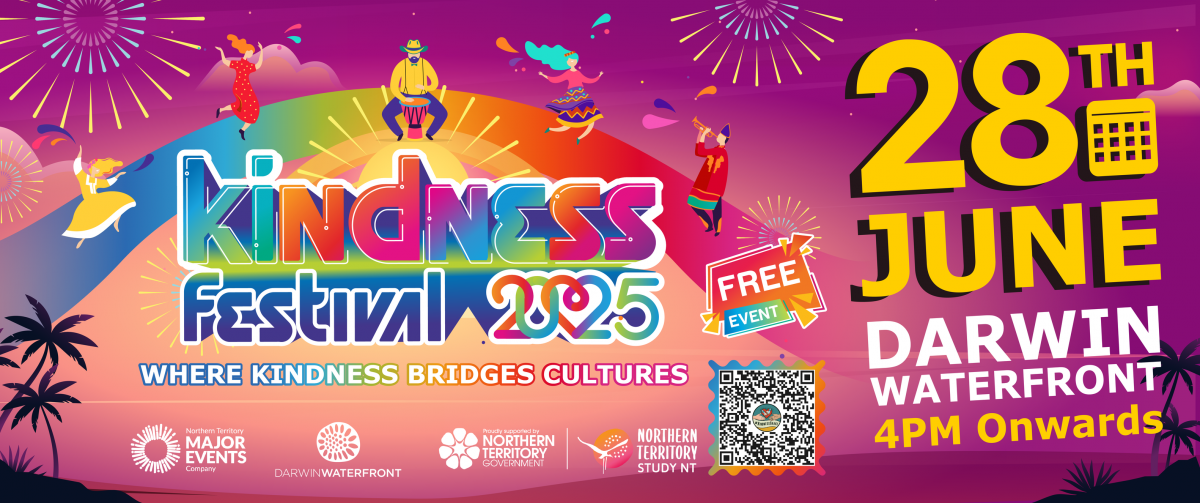 kindness
festival 2025
WHERE KINDNESS BRIDGES CULTURES
FREE
EVENT
28TH
JUNE
DARWIN
WATERFRONT
4PM Onwards
Northern Territory
MAJOR
EVENTS
Company
DARWINWATERFRONT
Proudly supported by
NORTHERN
TERRITORY
GOVERNMENT
NORTHERN
TERRITORY
STUDY NT